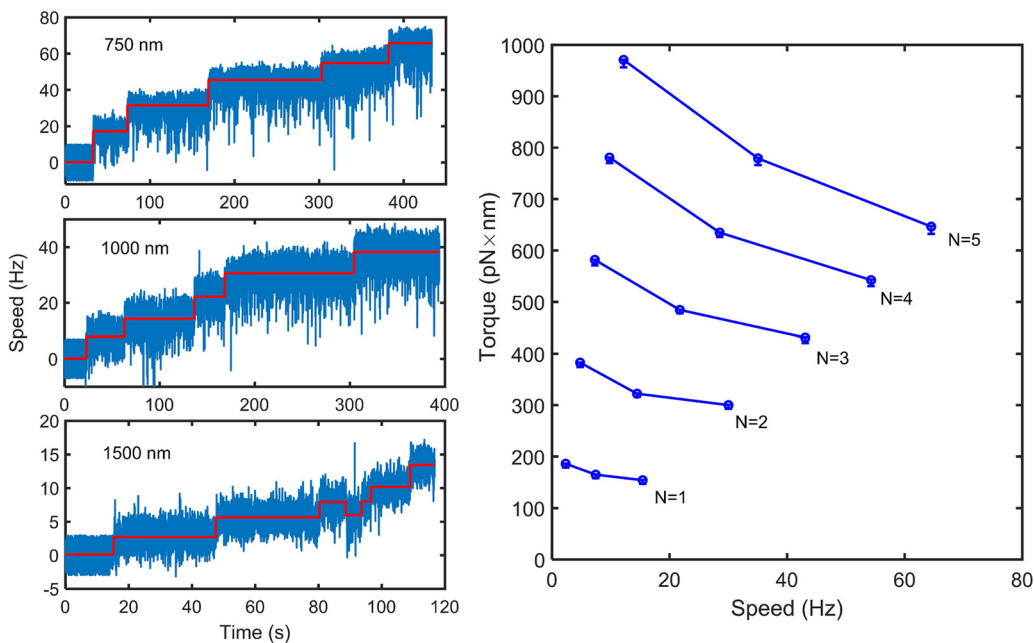 80
60
40
20
0
750 nm
0 100 200 300 400
40
20
0
1000 nm
0 100 200 300 400
20
15
10
5
0
-5
1500 nm
0 20 40 60 80 100 120
Speed (Hz)
Time (s)
1000
900
800
700
600
500
400
300
200
100
0
Torque (pN×nm)
N=5
N=4
N=3
N=2
N=1
0 20 40 60 80
Speed (Hz)